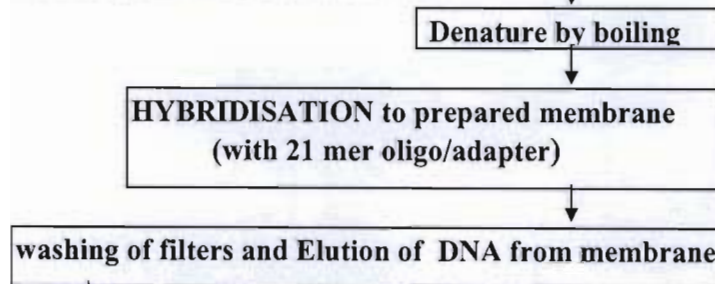 Denature by boiling
HYBRIDISATION to prepared membrane
(with 21 mer oligo/adapter)
washing of filters and Elution of DNA from membrane